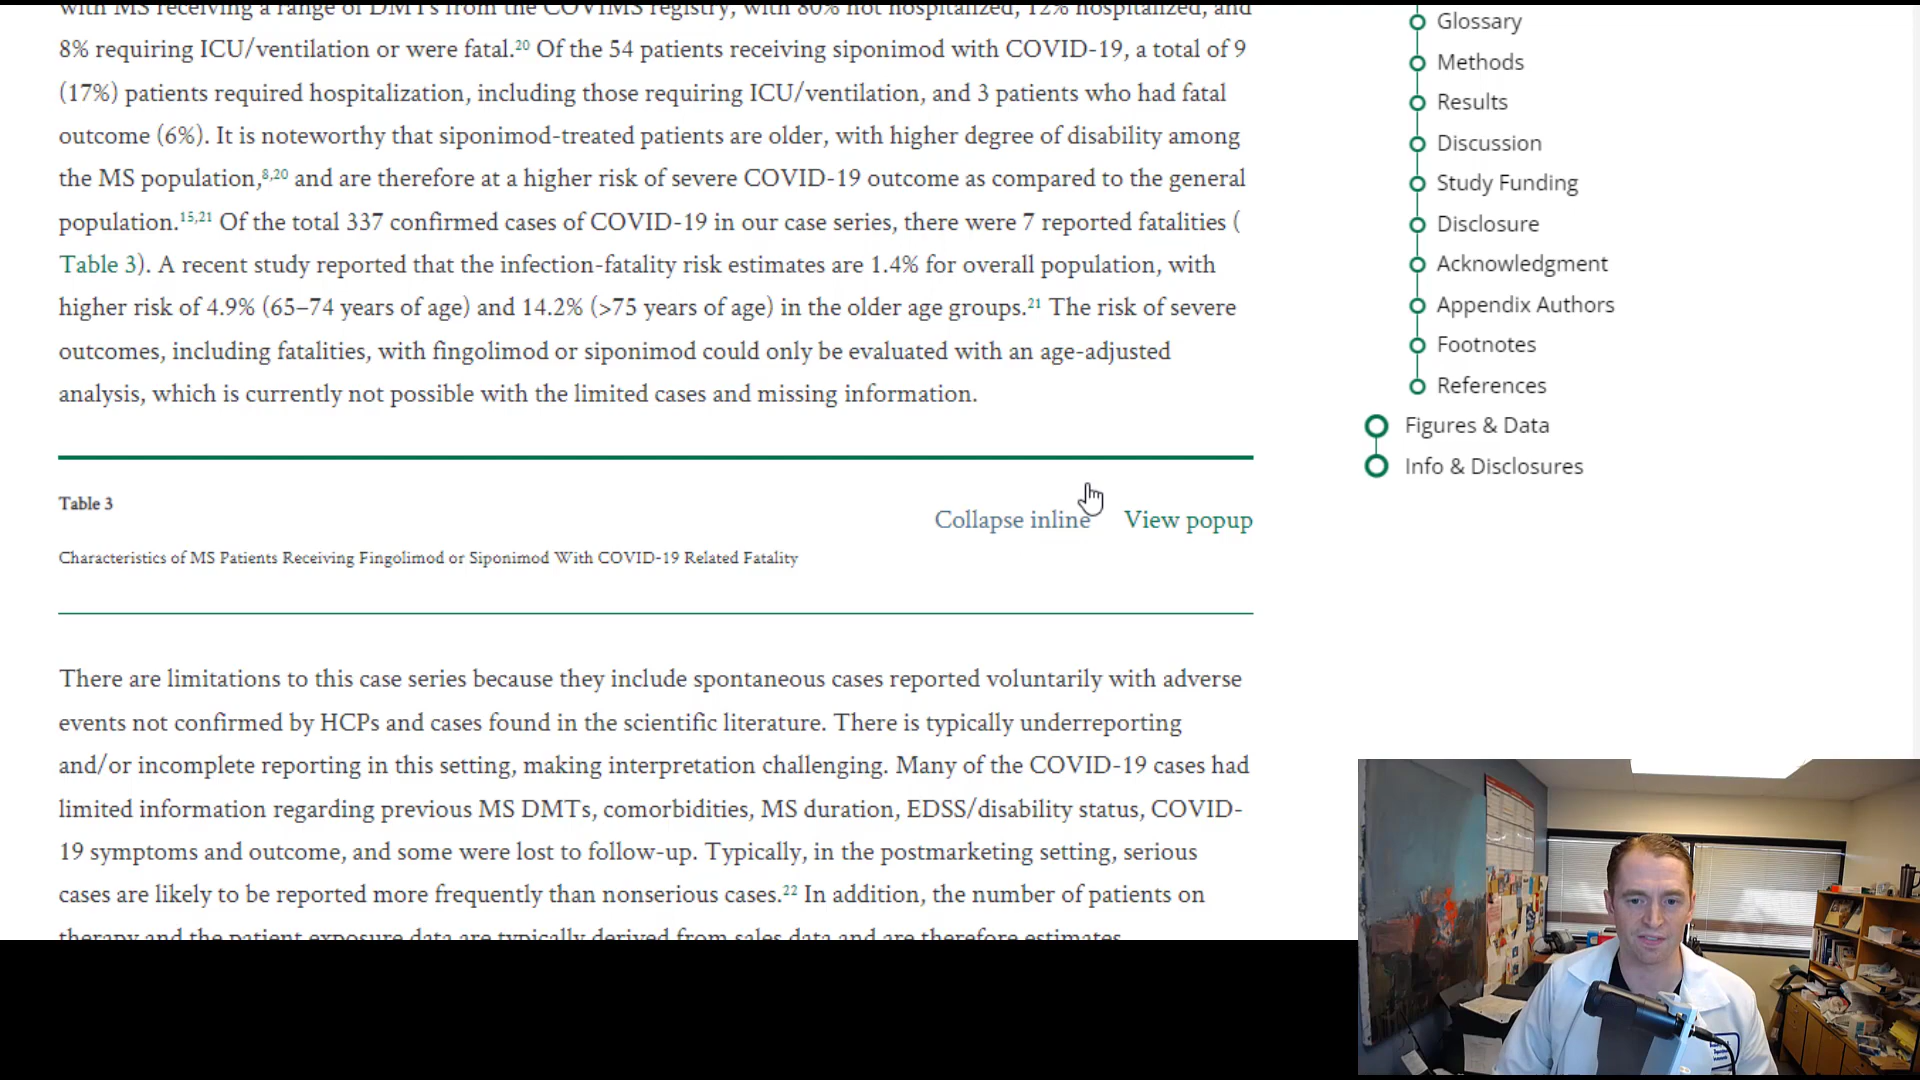 with MS receiving a range of DMTs from the COVIMS registry, with 80% not hospitalized, 12% hospitalized, and
8% requiring ICU/ventilation or were fatal.20 Of the 54 patients receiving siponimod with COVID-19, a total of 9
(17%) patients required hospitalization, including those requiring ICU/ventilation, and 3 patients who had fatal
outcome (6%). It is noteworthy that siponimod-treated patients are older, with higher degree of disability among
the MS population,8,20 and are therefore at a higher risk of severe COVID-19 outcome as compared to the general
population.15,21 Of the total 337 confirmed cases of COVID-19 in our case series, there were 7 reported fatalities (
Table 3). A recent study reported that the infection-fatality risk estimates are 1.4% for overall population, with
higher risk of 4.9% (65–74 years of age) and 14.2% (>75 years of age) in the older age groups.21 The risk of severe
outcomes, including fatalities, with fingolimod or siponimod could only be evaluated with an age-adjusted
analysis, which is currently not possible with the limited cases and missing information.
Table 3
Collapse inline View popup
Characteristics of MS Patients Receiving Fingolimod or Siponimod With COVID-19 Related Fatality
There are limitations to this case series because they include spontaneous cases reported voluntarily with adverse
events not confirmed by HCPs and cases found in the scientific literature. There is typically underreporting
and/or incomplete reporting in this setting, making interpretation challenging. Many of the COVID-19 cases had
limited information regarding previous MS DMTs, comorbidities, MS duration, EDSS/disability status, COVID-
19 symptoms and outcome, and some were lost to follow-up. Typically, in the postmarketing setting, serious
cases are likely to be reported more frequently than nonserious cases.22 In addition, the number of patients on
therapy and the patient exposure data are typically derived from sales data and are therefore estimates.
Glossary
Methods
Results
Discussion
Study Funding
Disclosure
Acknowledgment
Appendix Authors
Footnotes
References
Figures & Data
Info & Disclosures